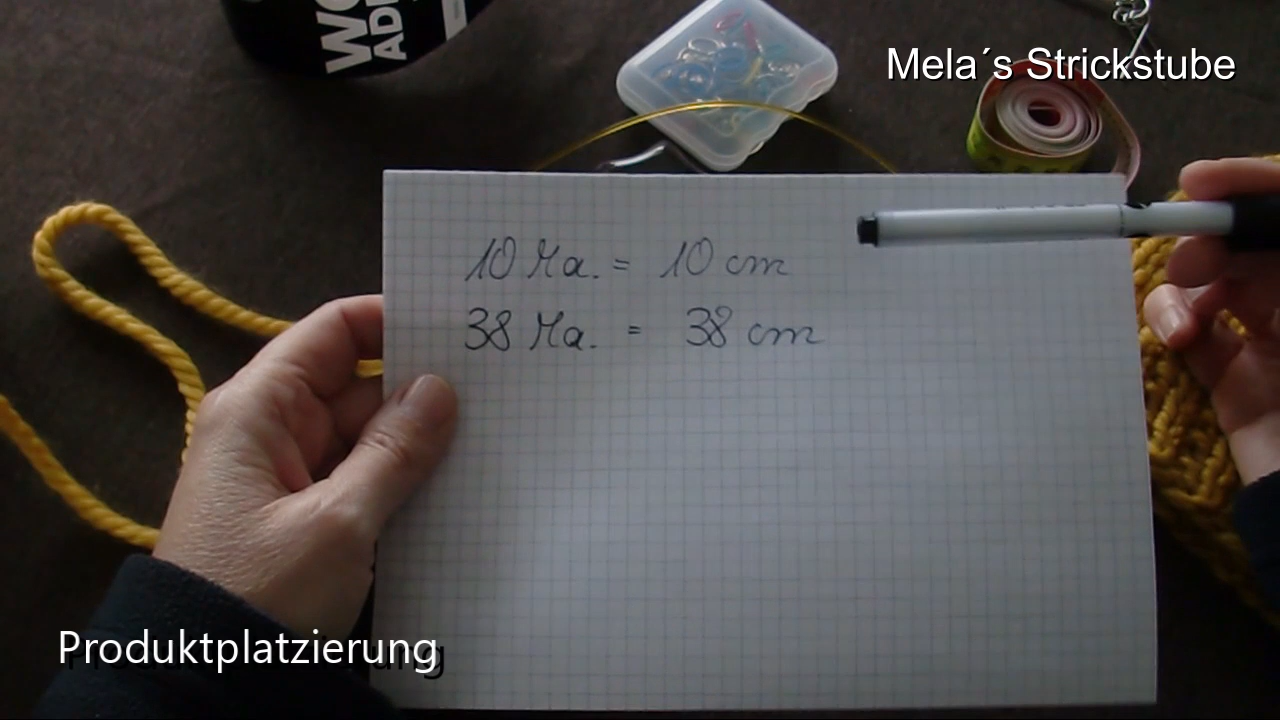 Mela´s Strickstube
10 Ma. = 10 cm
38 Ma. = 38 cm
Produktplatzierung